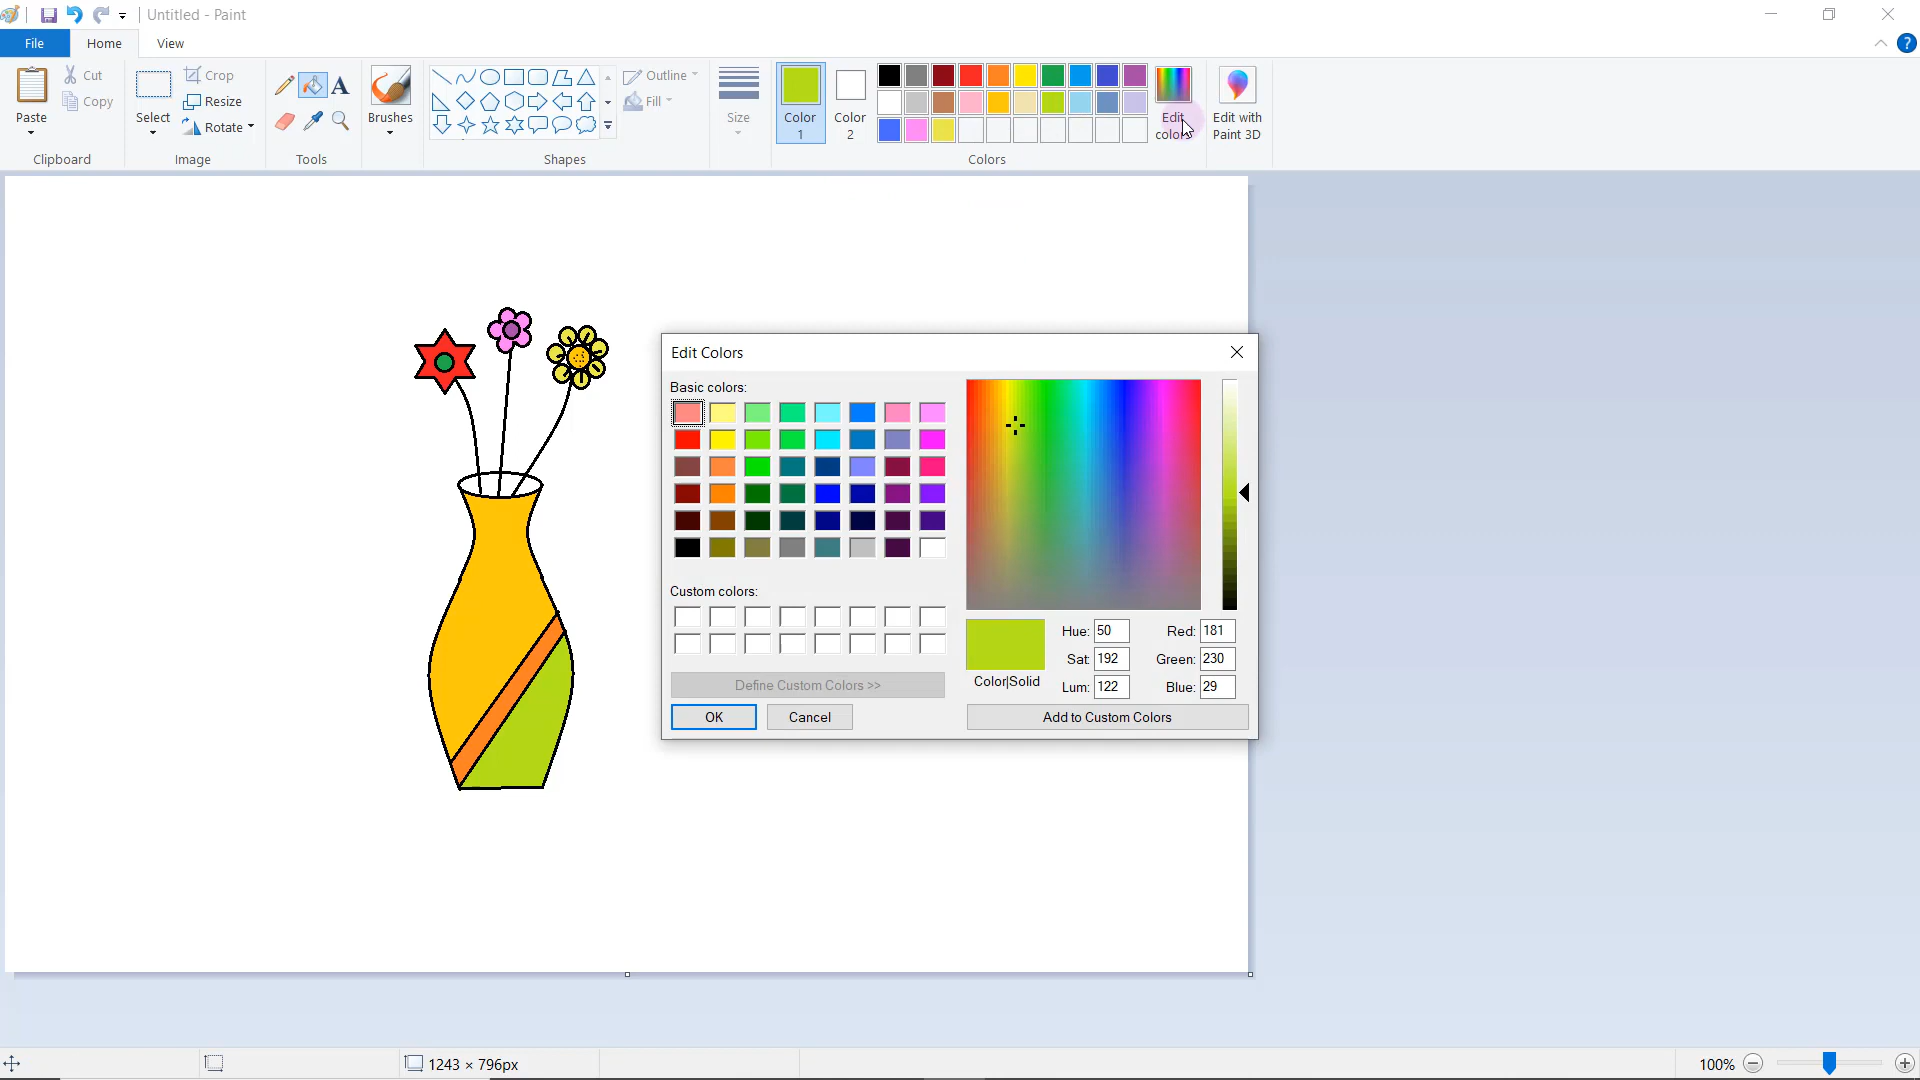 Untitled - Paint
File Home View
Paste Cut Copy Clipboard
Select Crop Resize Rotate Image
Tools
Brushes
Shapes
Outline
Fill
Size
Color 1
Color 2
Edit colors
Colors
Edit with Paint 3D
Edit Colors
Basic colors:
Custom colors:
Define Custom Colors >>
OK Cancel
Color|Solid
Hue: 50 Red: 181
Sat: 192 Green: 230
Lum: 122 Blue: 29
Add to Custom Colors
1243 × 796px 100%